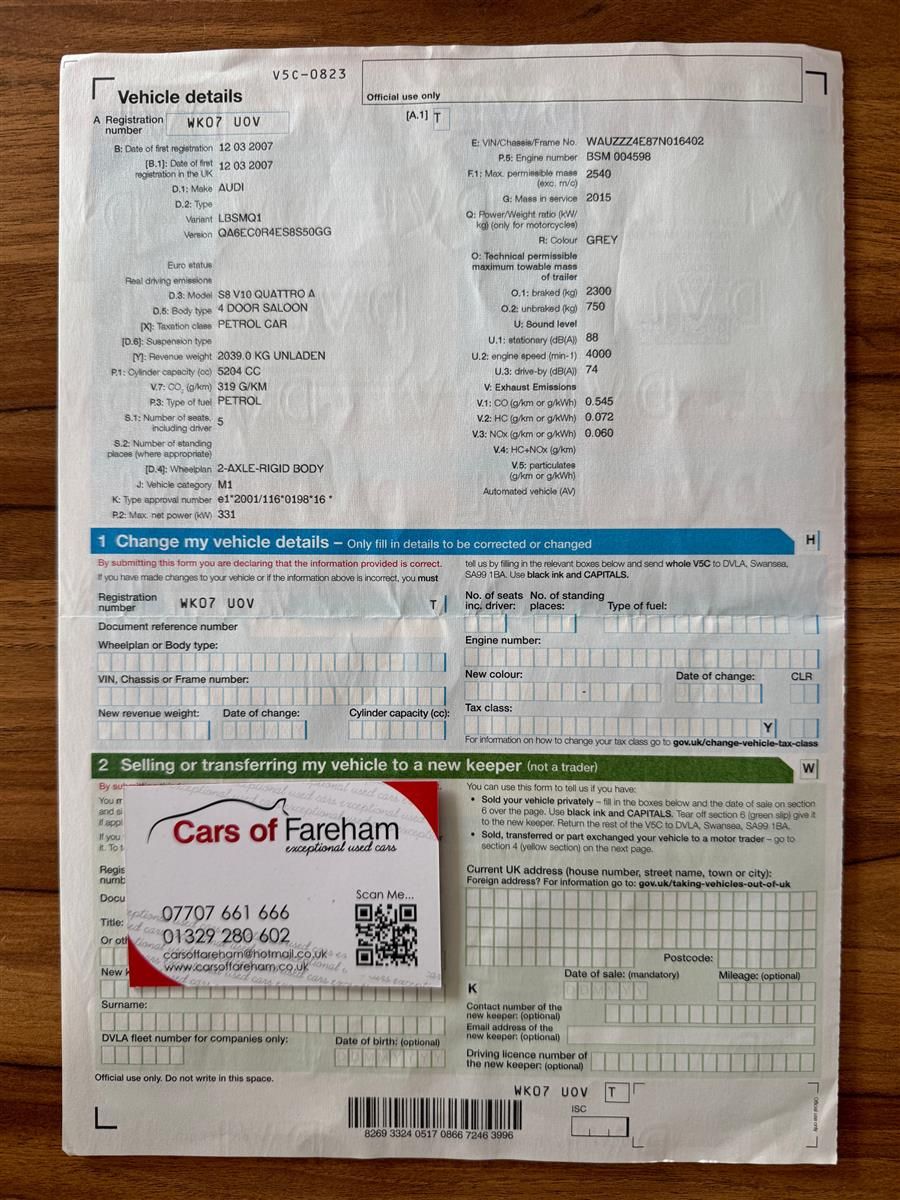 V5C-0823
Vehicle details
Official use only
A Registration number WK07 UOV
[A.1] T
B: Date of first registration 12 03 2007
[B.1]: Date of first registration in the UK 12 03 2007
D.1: Make AUDI
D.2: Type
Variant LBSMQ1
Version QA6EC0R4ES8S50GG
Euro status
Real driving emissions
D.3: Model S8 V10 QUATTRO A
D.5: Body type 4 DOOR SALOON
[X]: Taxation class PETROL CAR
[D.6]: Suspension type
[Y]: Revenue weight 2039.0 KG UNLADEN
P.1: Cylinder capacity (cc) 5204 CC
V.7: CO2 (g/km) 319 G/KM
P.3: Type of fuel PETROL
S.1: Number of seats, including driver 5
S.2: Number of standing places (where appropriate)
[D.4]: Wheelplan 2-AXLE-RIGID BODY
J: Vehicle category M1
K: Type approval number e1*2001/116*0198*16 *
P.2: Max. net power (kW) 331
E: VIN/Chassis/Frame No. WAUZZZ4E87N016402
P.5: Engine number BSM 004598
F.1: Max. permissible mass (exc. m/c) 2540
G: Mass in service 2015
Q: Power/Weight ratio (kW/kg) (only for motorcycles)
R: Colour GREY
O: Technical permissible maximum towable mass of trailer
O.1: braked (kg) 2300
O.2: unbraked (kg) 750
U: Sound level
U.1: stationary (dB(A)) 88
U.2: engine speed (min-1) 4000
U.3: drive-by (dB(A)) 74
V: Exhaust Emissions
V.1: CO (g/km or g/kWh) 0.545
V.2: HC (g/km or g/kWh) 0.072
V.3: NOx (g/km or g/kWh) 0.060
V.4: HC+NOx (g/km)
V.5: particulates (g/km or g/kWh)
Automated vehicle (AV)
1 Change my vehicle details – Only fill in details to be corrected or changed
H
By submitting this form you are declaring that the information provided is correct.
If you have made changes to your vehicle or if the information above is incorrect, you must
tell us by filling in the relevant boxes below and send whole V5C to DVLA, Swansea,
SA99 1BA. Use black ink and CAPITALS.
Registration number WK07 UOV T
Document reference number
Wheelplan or Body type:
VIN, Chassis or Frame number:
New revenue weight: Date of change: Cylinder capacity (cc):
No. of seats inc. driver: No. of standing places: Type of fuel:
Engine number:
New colour: Date of change: CLR
-
Tax class:
Y
For information on how to change your tax class go to gov.uk/change-vehicle-tax-class
2 Selling or transferring my vehicle to a new keeper (not a trader)
W
By su
You m
and si
if appl
If you
it. To t
Regis
numb
Docu
Title:
Or oth
New k
Surname:
DVLA fleet number for companies only: Date of birth: (optional)
Official use only. Do not write in this space.
Cars of Fareham
exceptional used cars
Scan Me...
07707 661 666
01329 280 602
carsoffareham@hotmail.co.uk
www.carsoffareham.co.uk
You can use this form to tell us if you have:
• Sold your vehicle privately – fill in the boxes below and the date of sale on section
6 over the page. Use black ink and CAPITALS. Tear off section 6 (green slip) give it
to the new keeper. Return the rest of the V5C to DVLA, Swansea, SA99 1BA.
• Sold, transferred or part exchanged your vehicle to a motor trader – go to
section 4 (yellow section) on the next page.
Current UK address (house number, street name, town or city):
Foreign address? For information go to: gov.uk/taking-vehicles-out-of-uk
Postcode:
Date of sale: (mandatory) Mileage: (optional)
K
Contact number of the new keeper: (optional)
Email address of the new keeper: (optional)
Driving licence number of the new keeper: (optional)
WK07 UOV T
ISC
Official use only
8269 3324 0517 0866 7246 3996